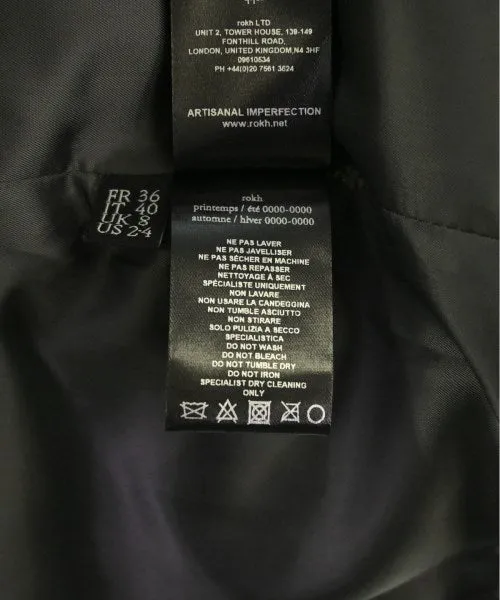 rokh LTD
UNIT 2, TOWER HOUSE, 139-149
FONTHILL ROAD,
LONDON, UNITED KINGDOM,N4 3HF
09610534
PH +44(0)20 7561 3624
ARTISANAL IMPERFECTION
www.rokh.net
FR 36
IT 40
UK 8
US 2-4
rokh
printemps / été 0000-0000
automne / hiver 0000-0000
NE PAS LAVER
NE PAS JAVELLISER
NE PAS SÉCHER EN MACHINE
NE PAS REPASSER
NETTOYAGE À SEC
SPÉCIALISTE UNIQUEMENT
NON LAVARE
NON USARE LA CANDEGGINA
NON TUMBLE ASCIUTTO
NON STIRARE
SOLO PULIZIA A SECCO
SPECIALISTICA
DO NOT WASH
DO NOT BLEACH
DO NOT TUMBLE DRY
DO NOT IRON
SPECIALIST DRY CLEANING
ONLY